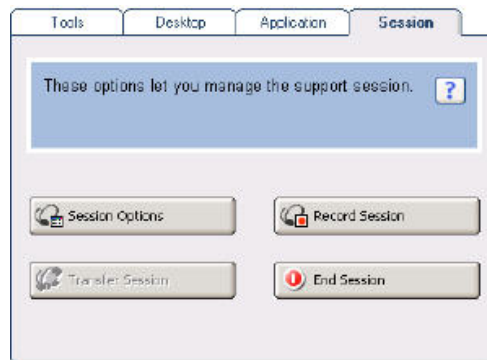 Tools Desktop Application Session
These options let you manage the support session. ?
Session Options Record Session
Transfer Session End Session